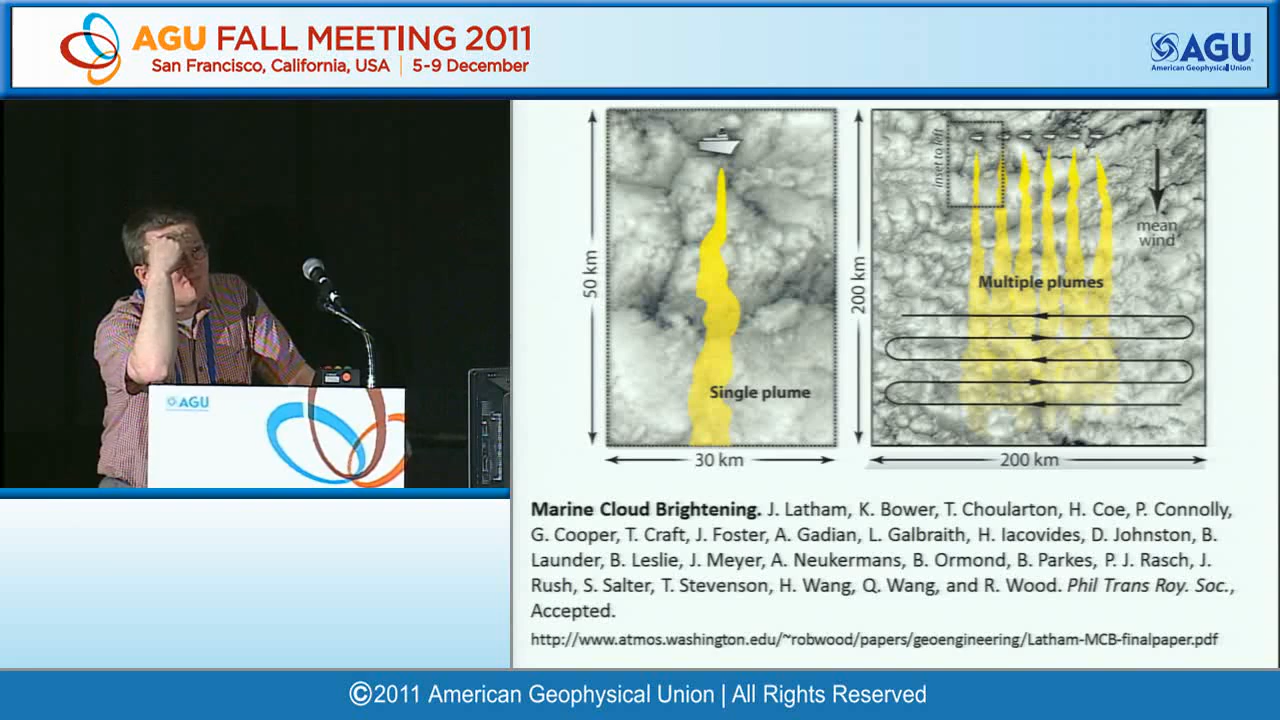 AGU FALL MEETING 2011
San Francisco, California, USA | 5-9 December
AGU
American Geophysical Union
AGU
50 km
Single plume
30 km
inset to left
mean
wind
200 km
Multiple plumes
200 km
Marine Cloud Brightening. J. Latham, K. Bower, T. Choularton, H. Coe, P. Connolly,
G. Cooper, T. Craft, J. Foster, A. Gadian, L. Galbraith, H. Iacovides, D. Johnston, B.
Launder, B. Leslie, J. Meyer, A. Neukermans, B. Ormond, B. Parkes, P. J. Rasch, J.
Rush, S. Salter, T. Stevenson, H. Wang, Q. Wang, and R. Wood. Phil Trans Roy. Soc.,
Accepted.
http://www.atmos.washington.edu/~robwood/papers/geoengineering/Latham-MCB-finalpaper.pdf
©2011 American Geophysical Union | All Rights Reserved